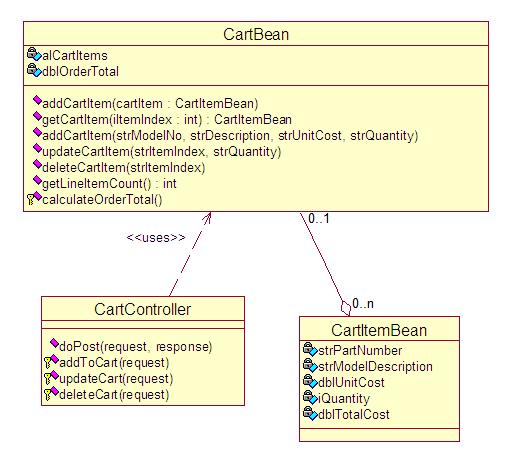 CartBean
alCartItems
dblOrderTotal
addCartItem(cartItem : CartItemBean)
getCartItem(iItemIndex : int) : CartItemBean
addCartItem(strModelNo, strDescription, strUnitCost, strQuantity)
updateCartItem(strItemIndex, strQuantity)
deleteCartItem(strItemIndex)
getLineItemCount() : int
calculateOrderTotal()
0..1
<<uses>>
0..n
CartController
doPost(request, response)
addToCart(request)
updateCart(request)
deleteCart(request)
CartItemBean
strPartNumber
strModelDescription
dblUnitCost
iQuantity
dblTotalCost